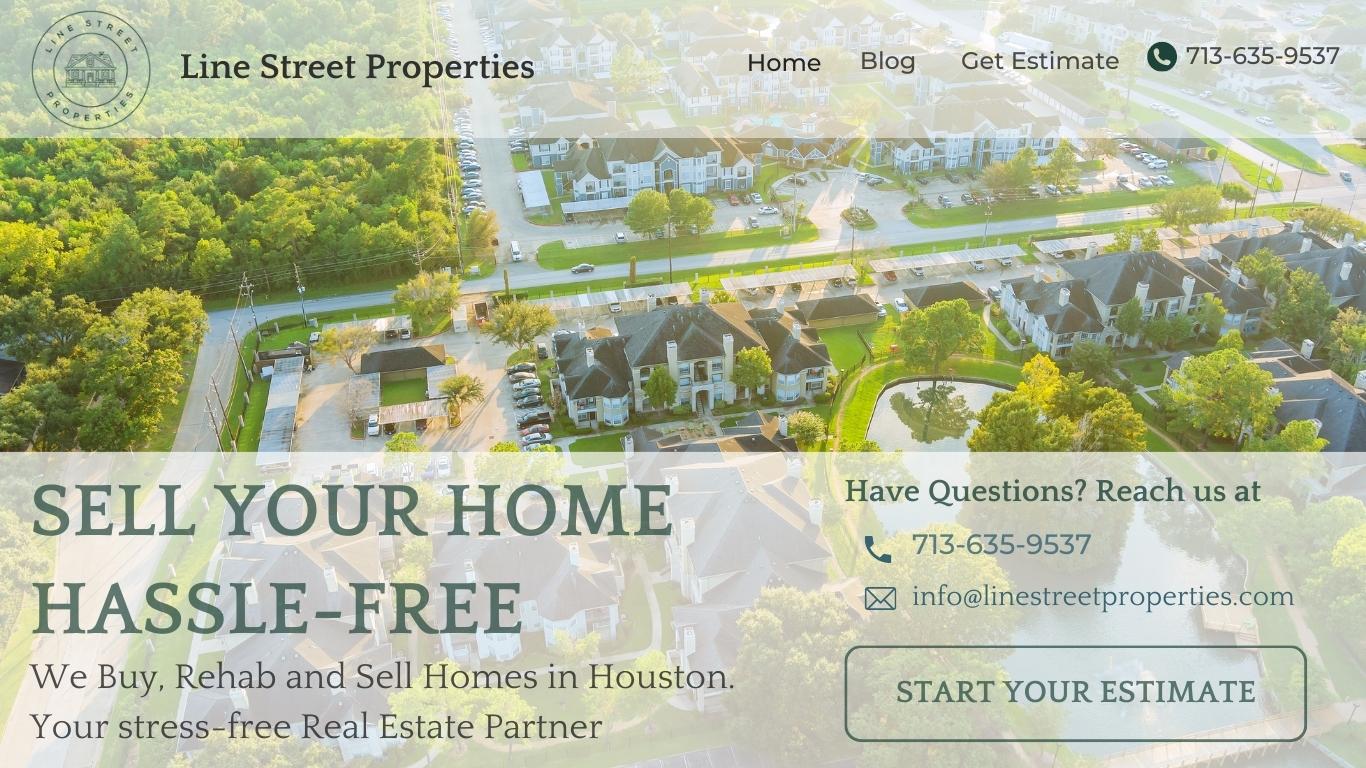 LINE STREET
PROPERTIES
Line Street Properties
Home
Blog
Get Estimate
713-635-9537
SELL YOUR HOME
HASSLE-FREE
We Buy, Rehab and Sell Homes in Houston.
Your stress-free Real Estate Partner
Have Questions? Reach us at
713-635-9537
info@linestreetproperties.com
START YOUR ESTIMATE